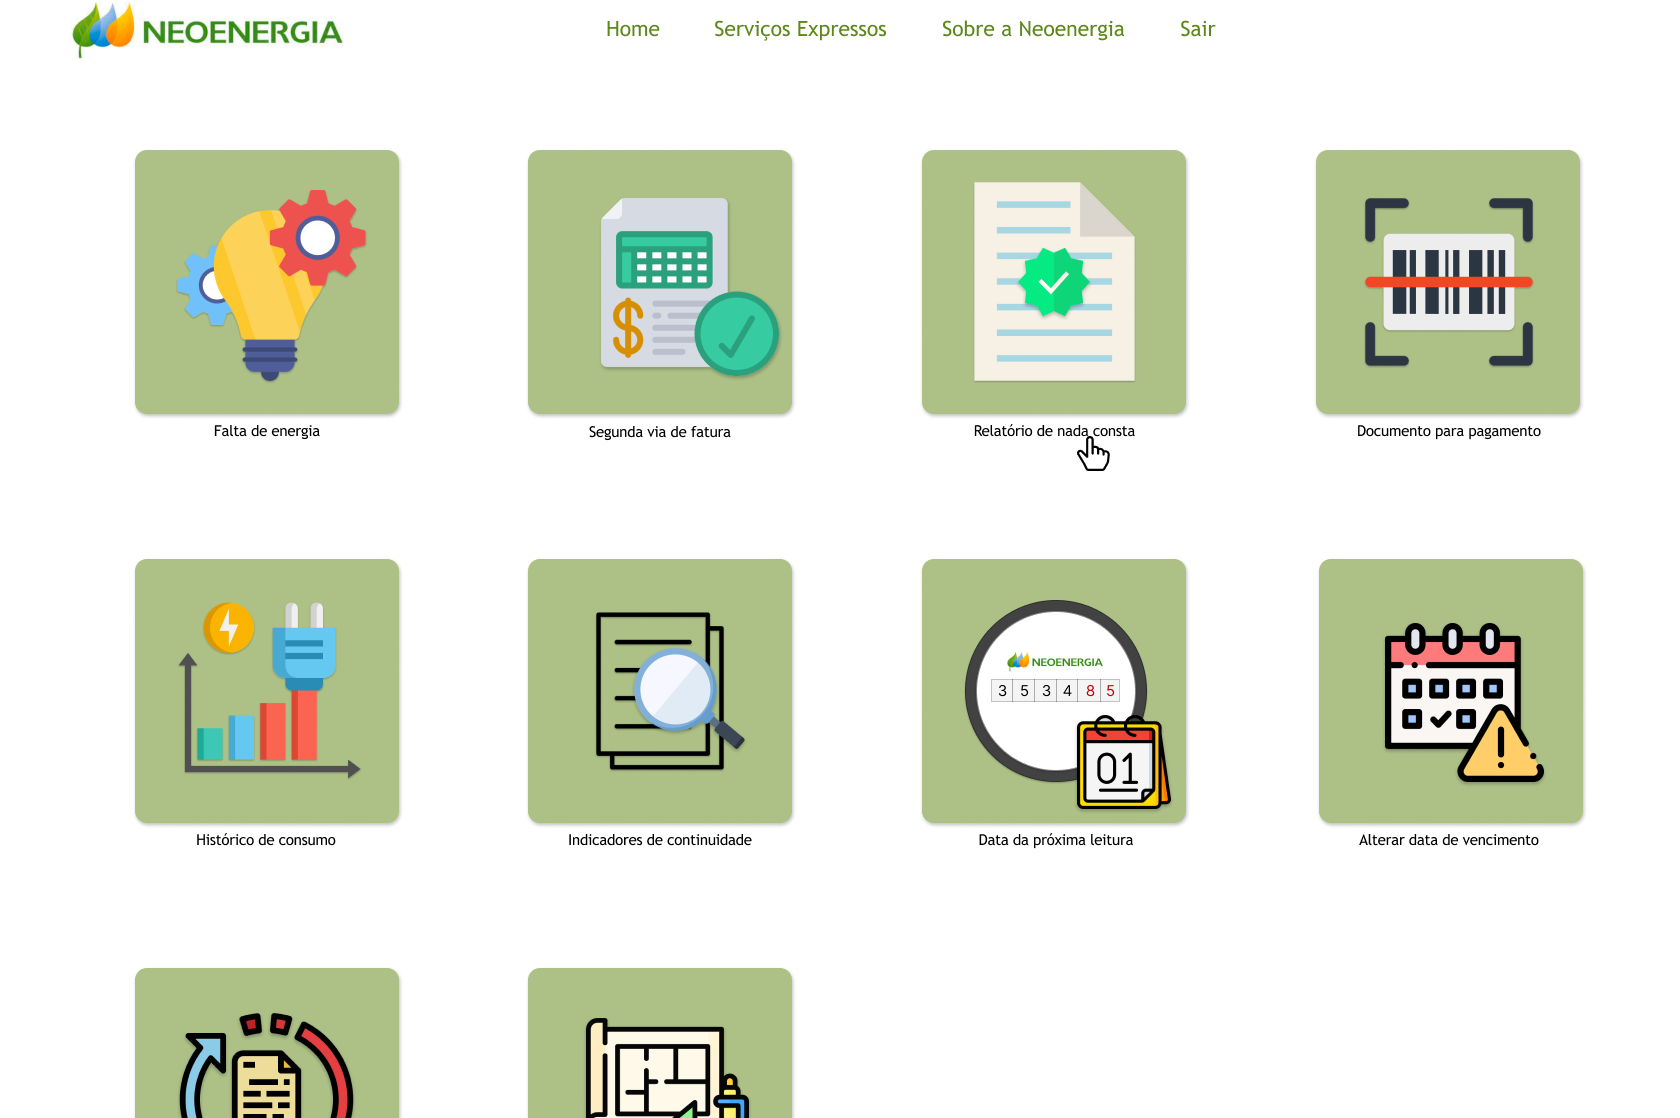 NEOENERGIA
Home Serviços Expressos Sobre a Neoenergia Sair
Falta de energia
Segunda via de fatura
Relatório de nada consta
Documento para pagamento
NEOENERGIA
3 5 3 4 8 5
01
Histórico de consumo
Indicadores de continuidade
Data da próxima leitura
Alterar data de vencimento